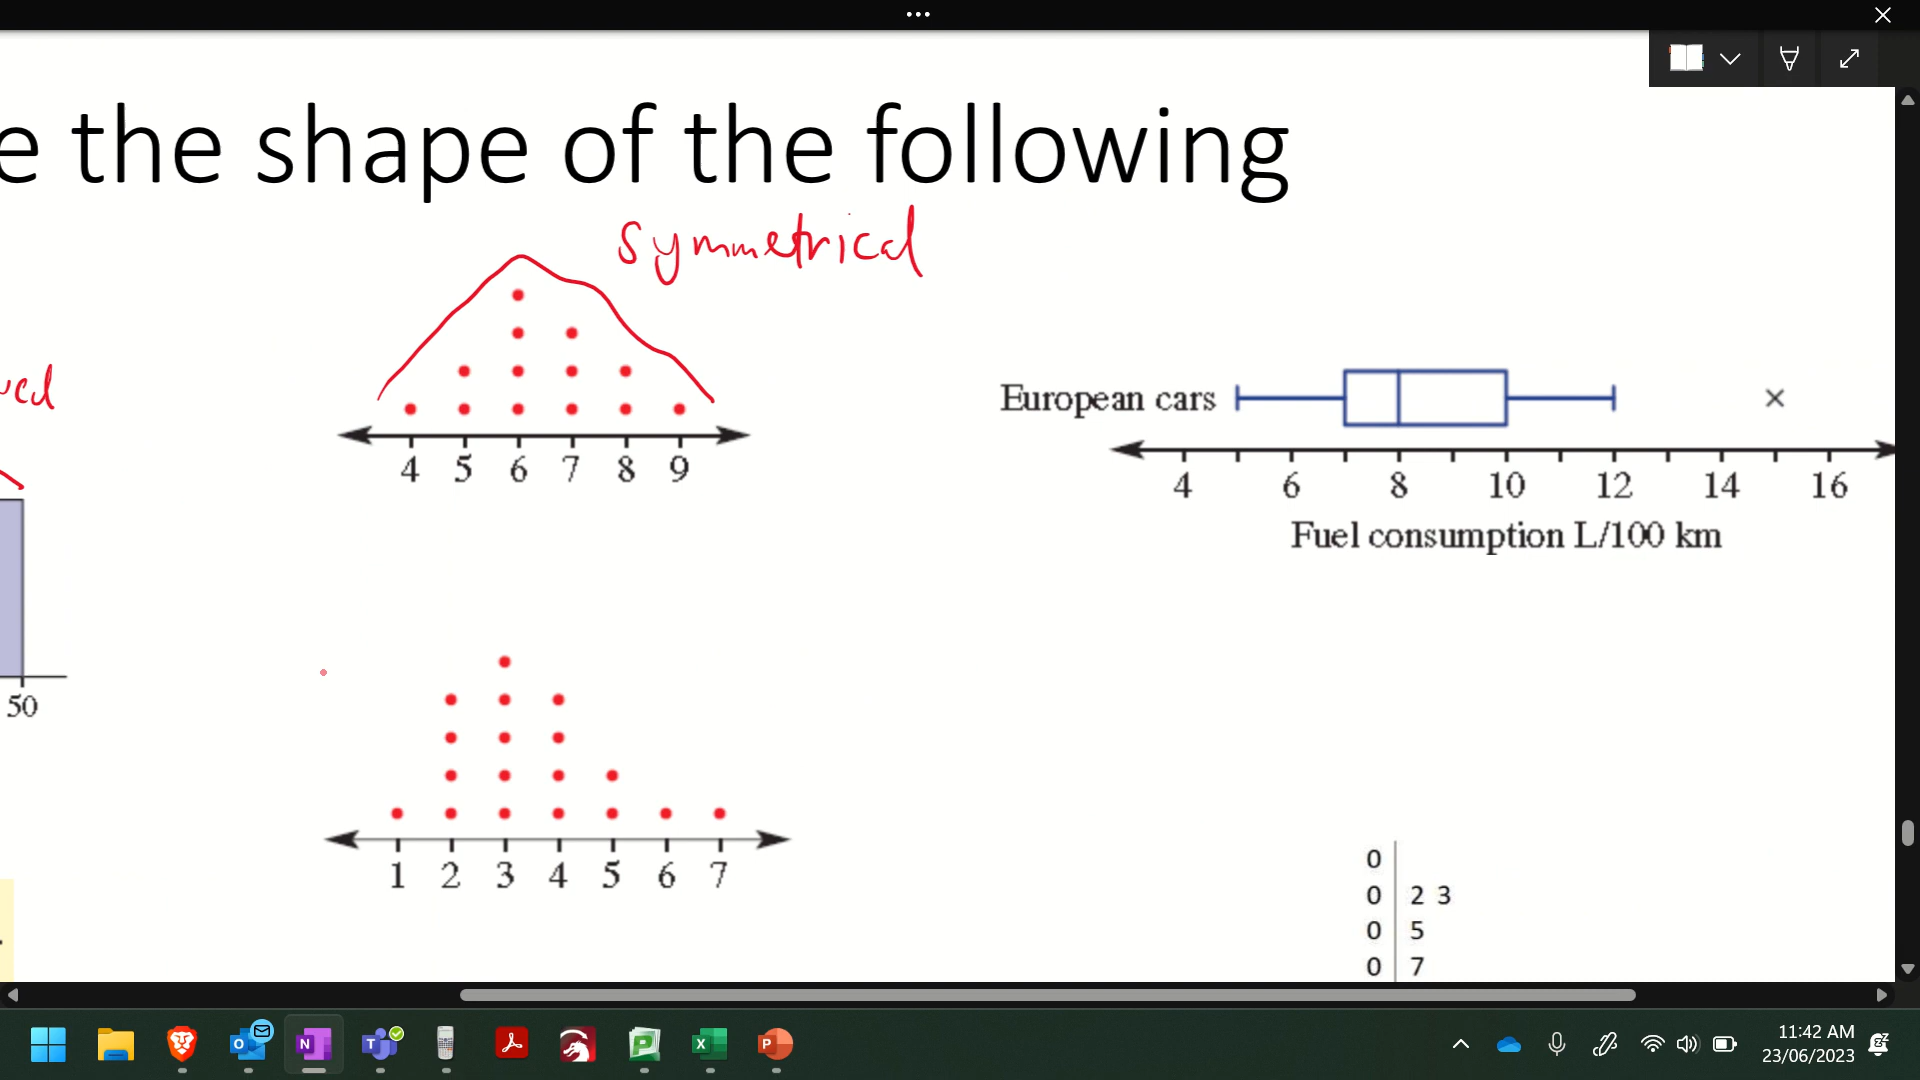 e the shape of the following
symmetrical
4 5 6 7 8 9
European cars
4 6 8 10 12 14 16
Fuel consumption L/100 km
50
1 2 3 4 5 6 7
0
0 2 3
0 5
0 7
11:42 AM
23/06/2023